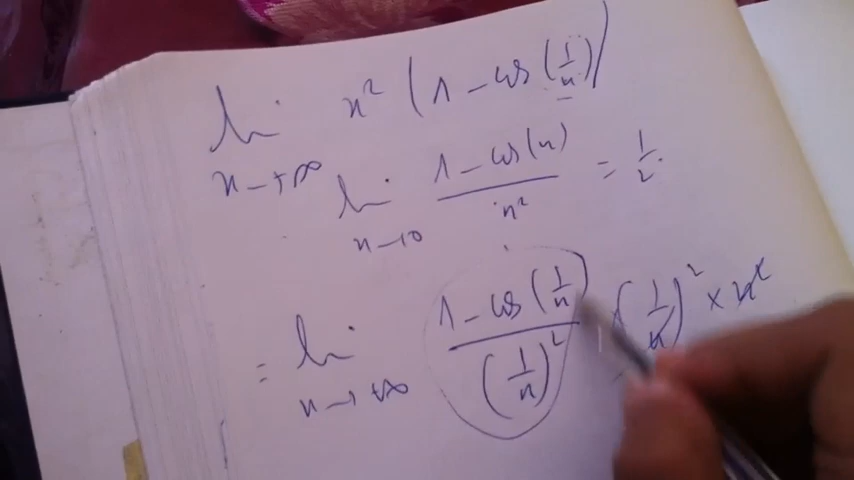 lim x² (1 - cos(1/x))
x→+∞
lim (1 - cos(x))/x² = 1/2.
x→0
= lim (1 - cos(1/x))/(1/x)² × (1/x)² × x²
x→+∞